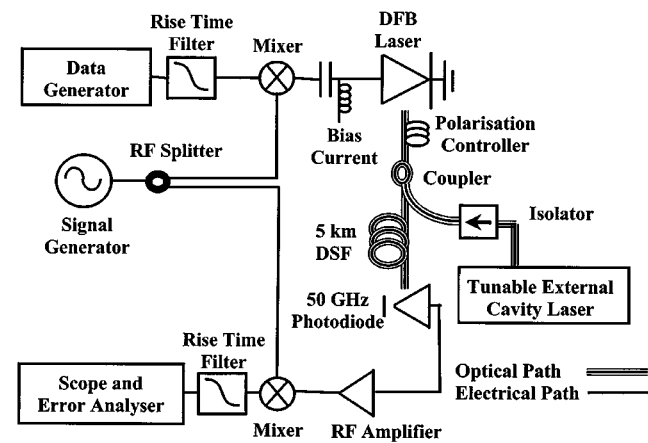 Rise Time
Filter
Mixer
DFB
Laser
Data
Generator
Bias
Current
Polarisation
Controller
RF Splitter
Coupler
Signal
Generator
Isolator
5 km
DSF
Tunable External
Cavity Laser
50 GHz
Photodiode
Rise Time
Filter
Scope and
Error Analyser
Mixer
RF Amplifier
Optical Path
Electrical Path